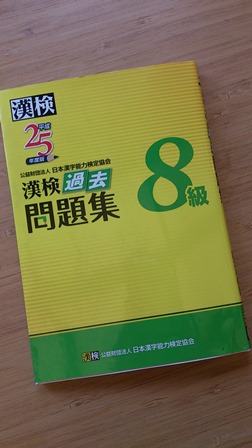 漢検
平成
25
年度版
公益財団法人 日本漢字能力検定協会
漢検 過去
問題集
8級
漢検 公益財団法人 日本漢字能力検定協会